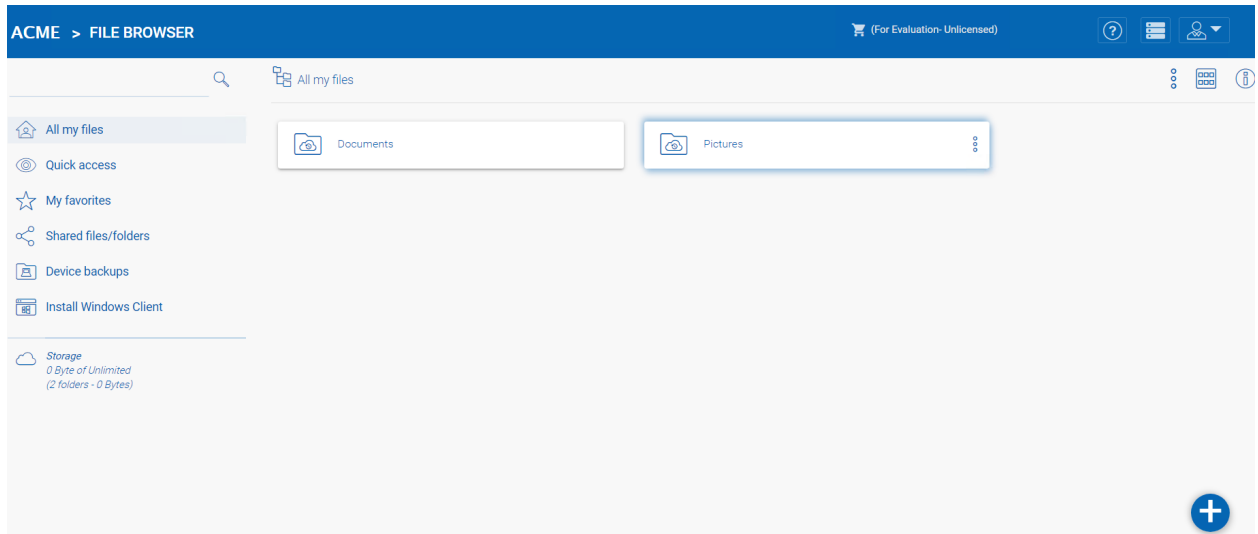 ACME > FILE BROWSER
(For Evaluation- Unlicensed)
All my files
All my files
Documents
Pictures
Quick access
My favorites
Shared files/folders
Device backups
Install Windows Client
Storage
0 Byte of Unlimited
(2 folders - 0 Bytes)